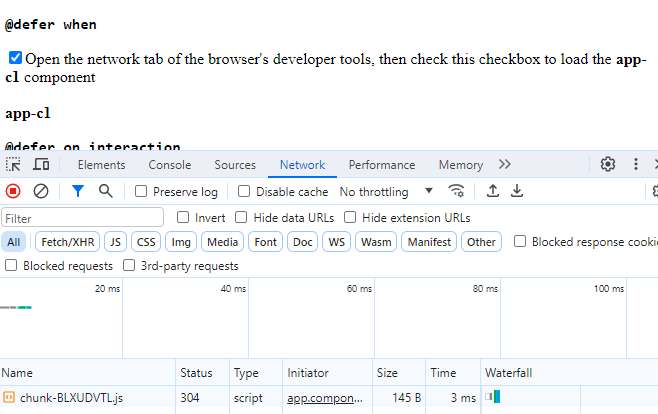 @defer when
Open the network tab of the browser's developer tools, then check this checkbox to load the app-
c1 component
app-c1
@defer on interaction
Elements Console Sources Network Performance Memory
Preserve log Disable cache No throttling
Filter Invert Hide data URLs Hide extension URLs
All Fetch/XHR JS CSS Img Media Font Doc WS Wasm Manifest Other Blocked response cookie
Blocked requests 3rd-party requests
20 ms 40 ms 60 ms 80 ms 100 ms
Name Status Type Initiator Size Time Waterfall
chunk-BLXUDVTL.js 304 script app.compon... 145 B 3 ms